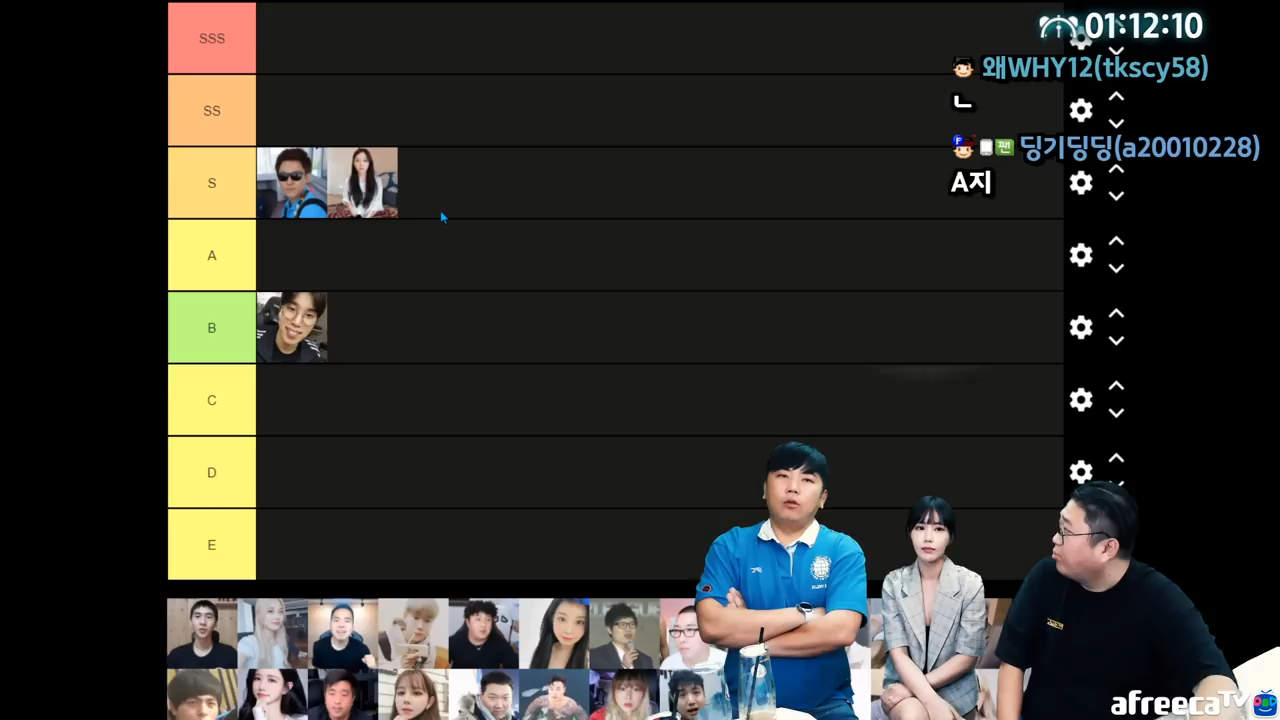 SSS
01:12:10
왜WHY12(tkscy58)
ㄴ
SS
팬 딩기딩딩(a20010228)
A지
S
A
B
C
D
E
afreecaTV